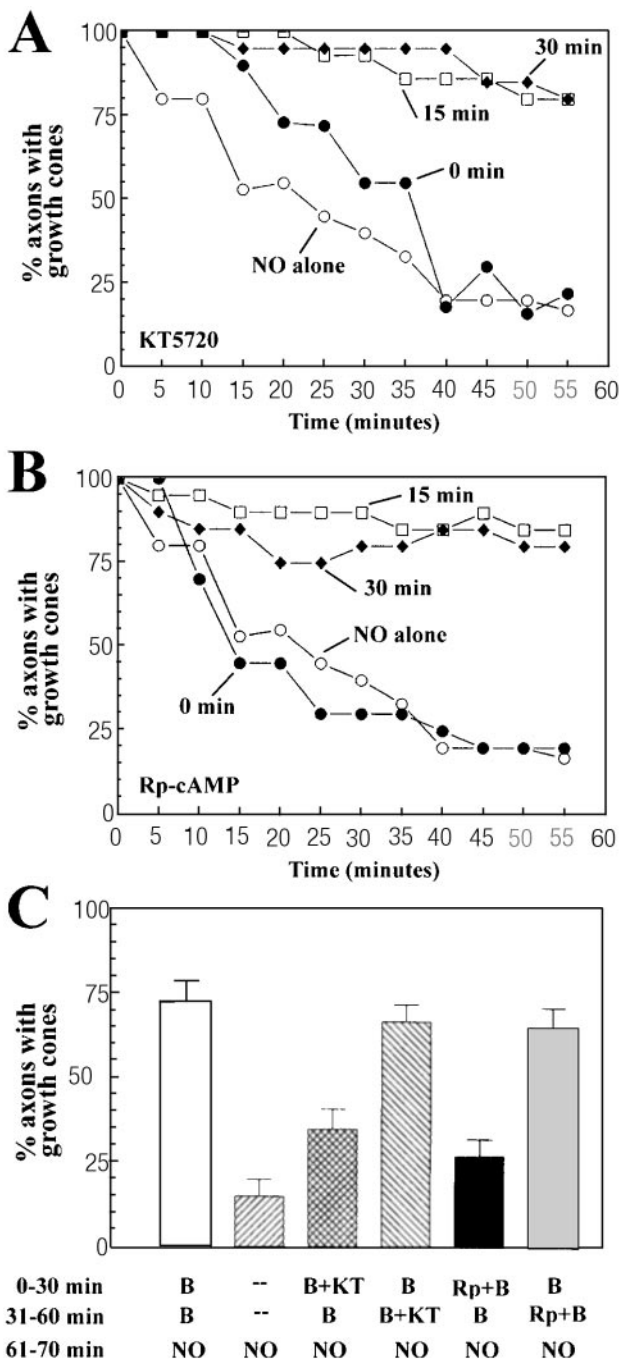 A
100
75
50
25
0
% axons with
growth cones
30 min
15 min
0 min
NO alone
KT5720
0 5 10 15 20 25 30 35 40 45 50 55 60
Time (minutes)
B
100
75
50
25
0
% axons with
growth cones
15 min
30 min
NO alone
0 min
Rp-cAMP
0 5 10 15 20 25 30 35 40 45 50 55 60
Time (minutes)
C
100
75
50
25
0
% axons with
growth cones
0-30 min B -- B+KT B Rp+B B
31-60 min B -- B B+KT B Rp+B
61-70 min NO NO NO NO NO NO